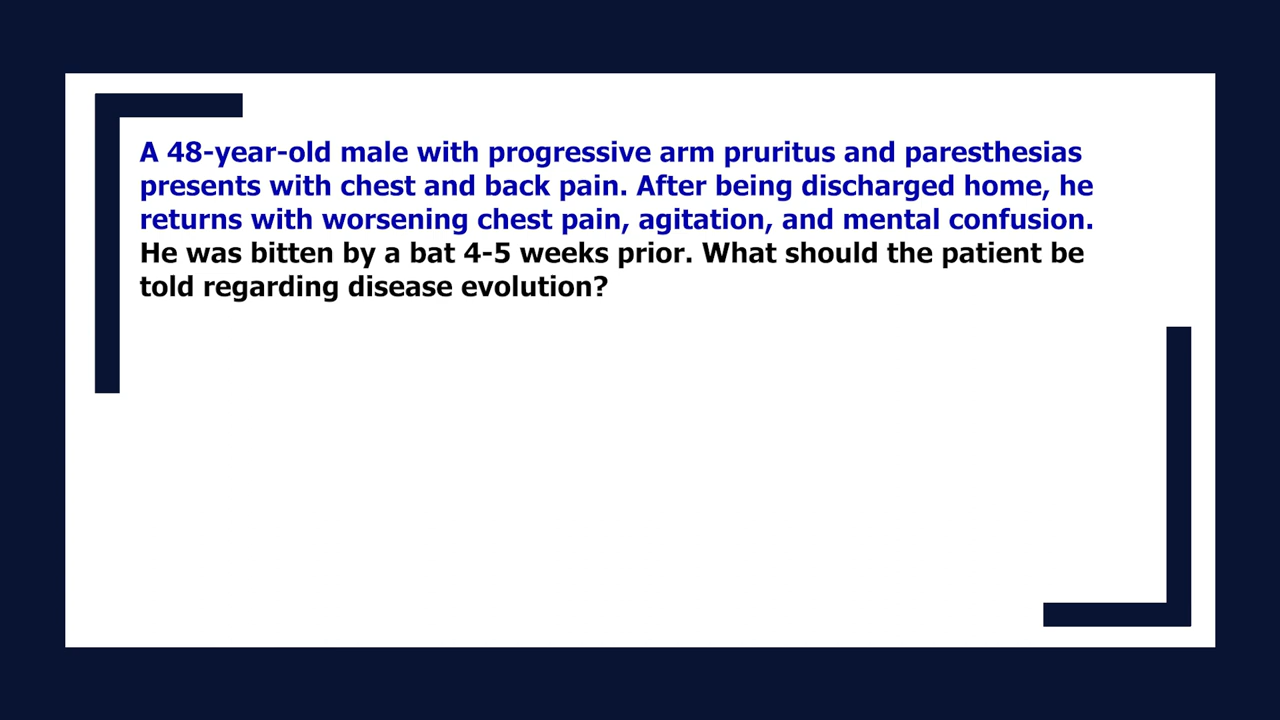 A 48-year-old male with progressive arm pruritus and paresthesias
presents with chest and back pain. After being discharged home, he
returns with worsening chest pain, agitation, and mental confusion.
He was bitten by a bat 4-5 weeks prior. What should the patient be
told regarding disease evolution?